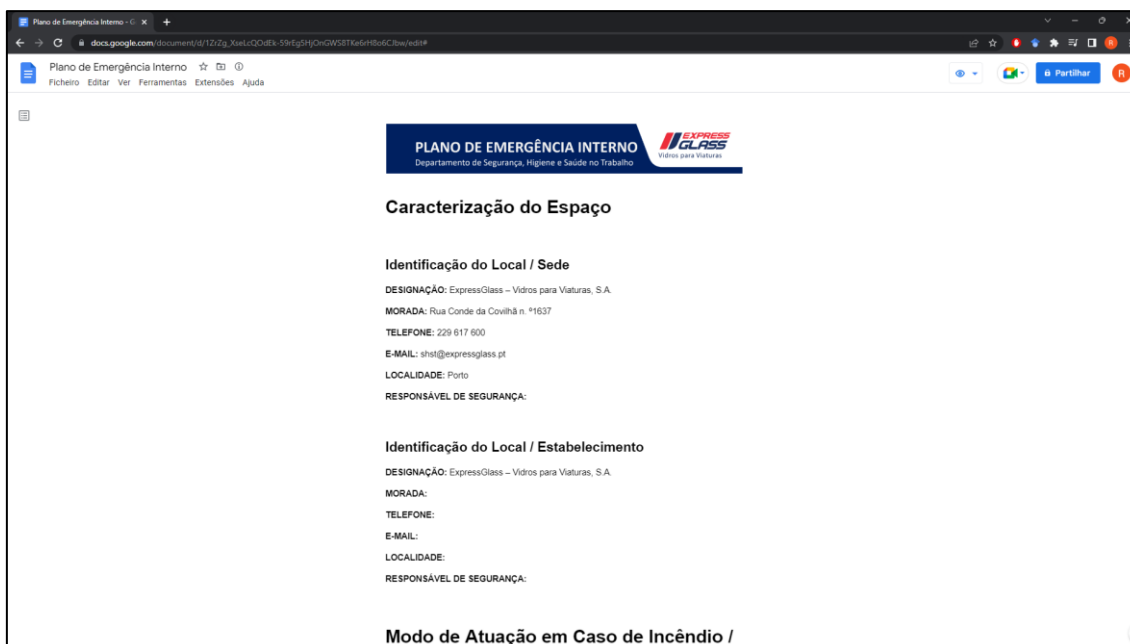 Plano de Emergência Interno - G
docs.google.com/document/d/1ZrZg_XseLcQOdEk-59rEg5HjOnGWS8TKe6rH8o6CJbw/edit#
Plano de Emergência Interno
Ficheiro Editar Ver Ferramentas Extensões Ajuda
Partilhar
R
R
PLANO DE EMERGÊNCIA INTERNO
Departamento de Segurança, Higiene e Saúde no Trabalho
EXPRESS
GLASS
Vidros para Viaturas
Caracterização do Espaço
Identificação do Local / Sede
DESIGNAÇÃO: ExpressGlass – Vidros para Viaturas, S.A.
MORADA: Rua Conde da Covilhã n. º1637
TELEFONE: 229 617 600
E-MAIL: shst@expressglass.pt
LOCALIDADE: Porto
RESPONSÁVEL DE SEGURANÇA:
Identificação do Local / Estabelecimento
DESIGNAÇÃO: ExpressGlass – Vidros para Viaturas, S.A.
MORADA:
TELEFONE:
E-MAIL:
LOCALIDADE:
RESPONSÁVEL DE SEGURANÇA:
Modo de Atuação em Caso de Incêndio /